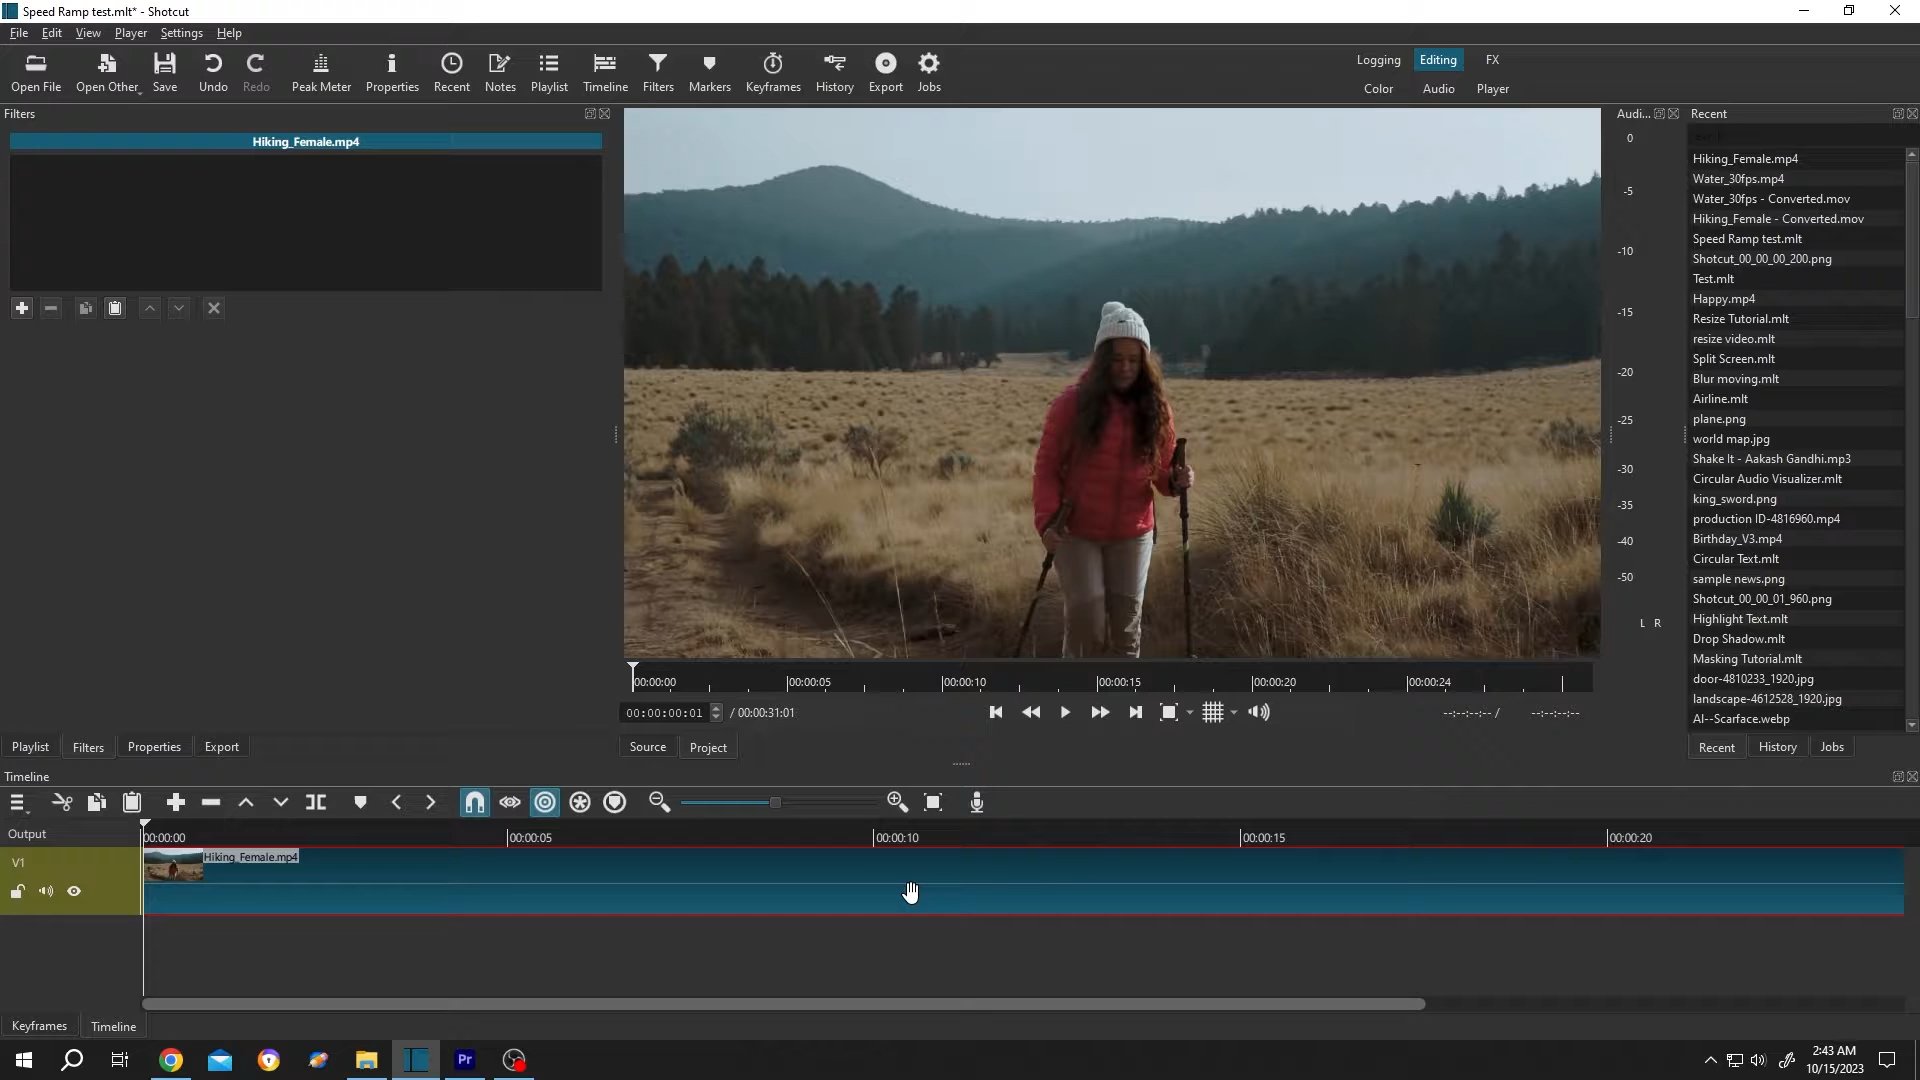 Speed Ramp test.mlt* - Shotcut
File Edit View Player Settings Help
Open File Open Other Save Undo Redo Peak Meter Properties Recent Notes Playlist Timeline Filters Markers Keyframes History Export Jobs
Logging Editing FX
Color Audio Player
Filters
Hiking_Female.mp4
Audi...
0
-5
-10
-15
-20
-25
-30
-35
-40
-50
L R
Recent
Hiking_Female.mp4
Water_30fps.mp4
Water_30fps - Converted.mov
Hiking_Female - Converted.mov
Speed Ramp test.mlt
Shotcut_00_00_00_200.png
Test.mlt
Happy.mp4
Resize Tutorial.mlt
resize video.mlt
Split Screen.mlt
Blur moving.mlt
Airline.mlt
plane.png
world map.jpg
Shake It - Aakash Gandhi.mp3
Circular Audio Visualizer.mlt
king_sword.png
production ID-4816960.mp4
Birthday_V3.mp4
Circular Text.mlt
sample news.png
Shotcut_00_00_01_960.png
Highlight Text.mlt
Drop Shadow.mlt
Masking Tutorial.mlt
door-4810233_1920.jpg
landscape-4612528_1920.jpg
AI--Scarface.webp
00:00:00 00:00:05 00:00:10 00:00:15 00:00:20 00:00:24
00:00:00:01 / 00:00:31:01
--:--:--:-- / --:--:--:--
Playlist Filters Properties Export
Source Project
Recent History Jobs
Timeline
Output
00:00:00 00:00:05 00:00:10 00:00:15 00:00:20
V1
Hiking_Female.mp4
Keyframes Timeline
Pr
2:43 AM
10/15/2023